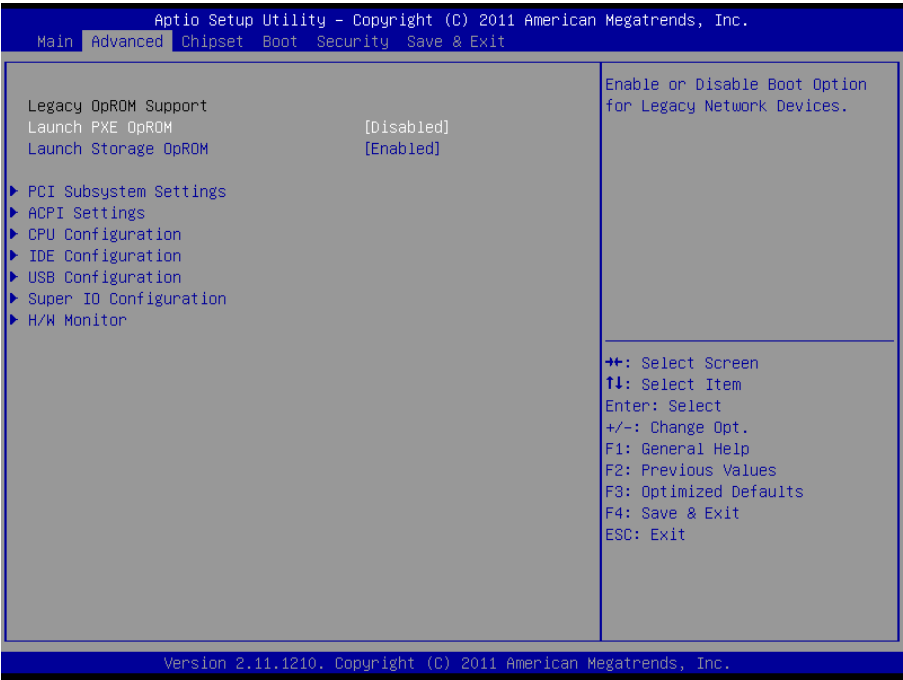 Aptio Setup Utility – Copyright (C) 2011 American Megatrends, Inc.
Main Advanced Chipset Boot Security Save & Exit
Legacy OpROM Support
Launch PXE OpROM [Disabled]
Launch Storage OpROM [Enabled]
PCI Subsystem Settings
ACPI Settings
CPU Configuration
IDE Configuration
USB Configuration
Super IO Configuration
H/W Monitor
Enable or Disable Boot Option
for Legacy Network Devices.
→←: Select Screen
↑↓: Select Item
Enter: Select
+/-: Change Opt.
F1: General Help
F2: Previous Values
F3: Optimized Defaults
F4: Save & Exit
ESC: Exit
Version 2.11.1210. Copyright (C) 2011 American Megatrends, Inc.